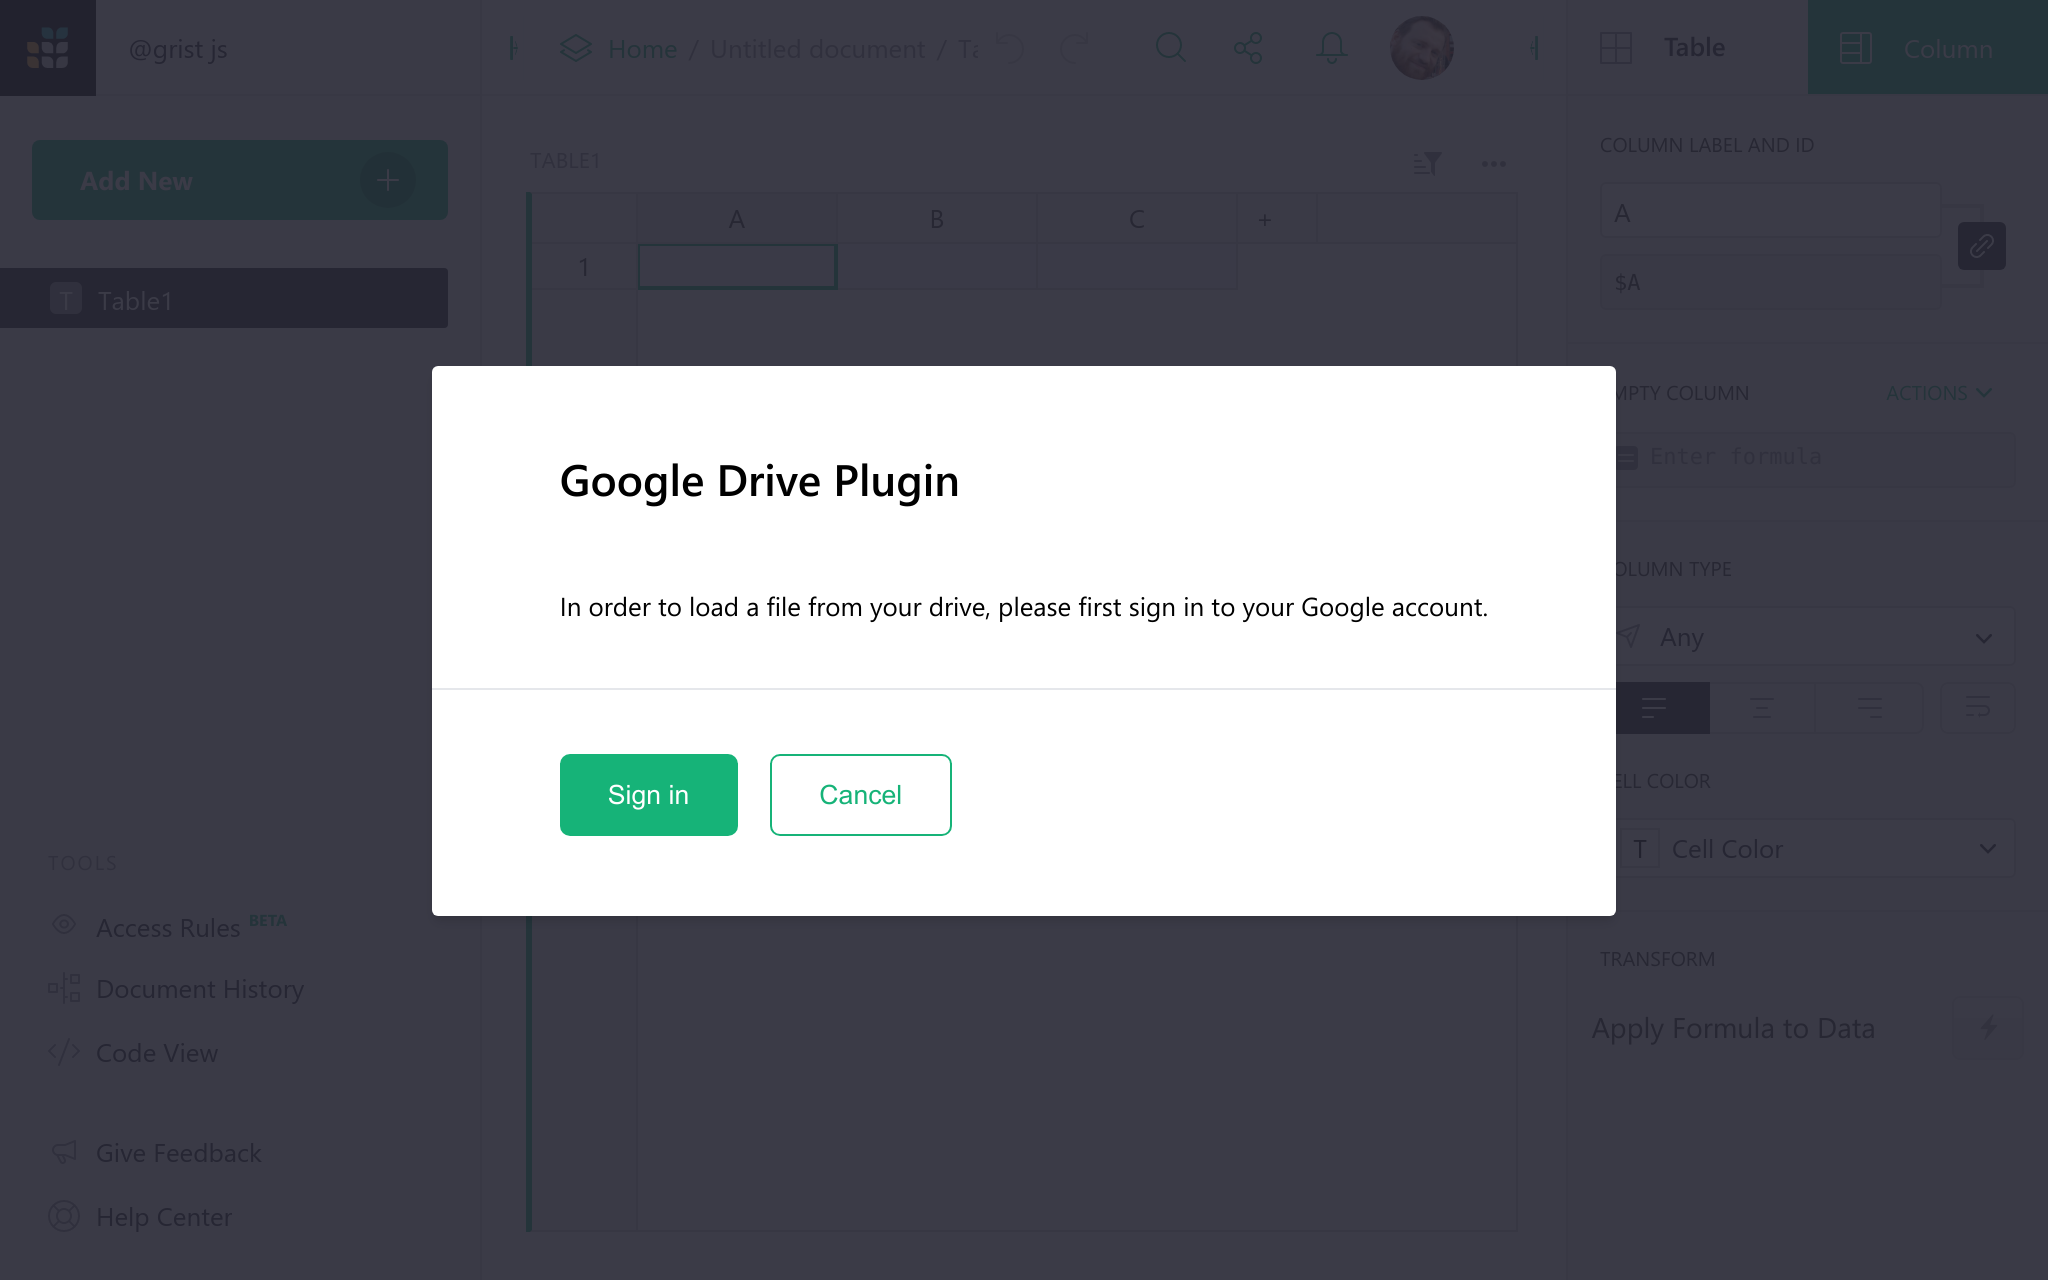 @grist js
Home / Untitled document / Ta
Table
Column
Add New
Table1
TABLE1
A B C +
1
COLUMN LABEL AND ID
A
$A
MPTY COLUMN
ACTIONS
Enter formula
OLUMN TYPE
Any
ELL COLOR
T Cell Color
TRANSFORM
Apply Formula to Data
Google Drive Plugin
In order to load a file from your drive, please first sign in to your Google account.
Sign in
Cancel
TOOLS
Access Rules BETA
Document History
Code View
Give Feedback
Help Center